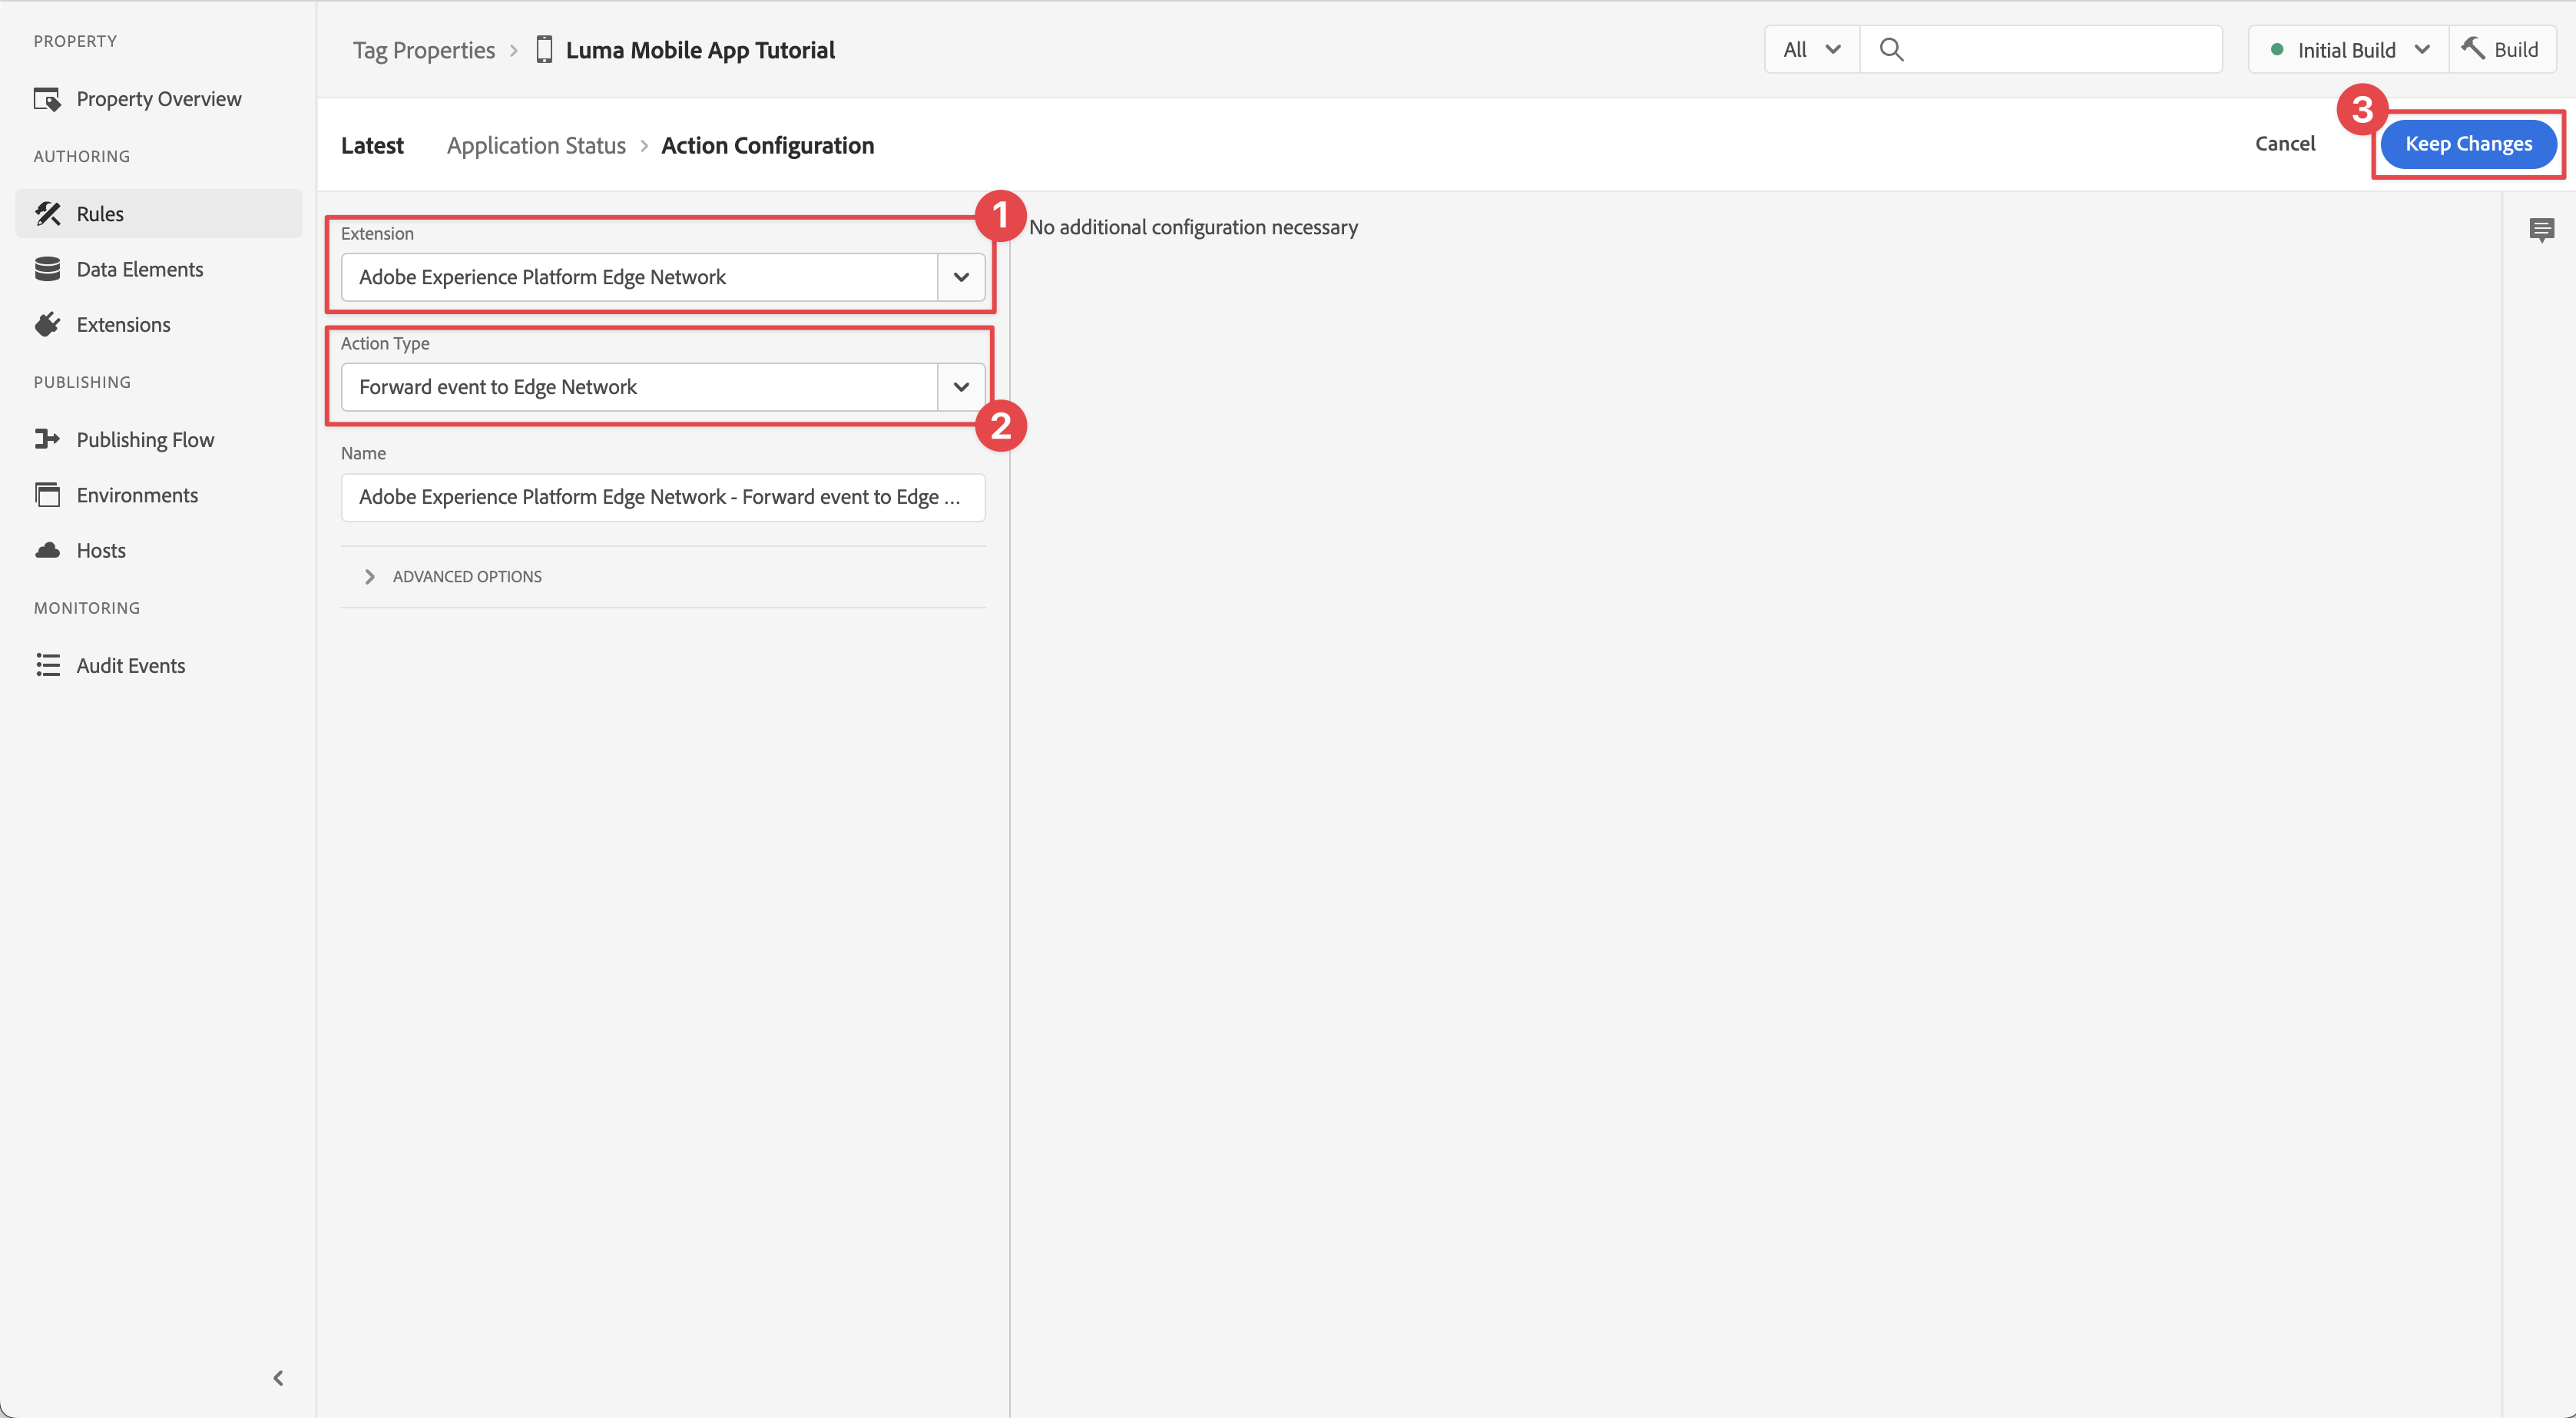 PROPERTY
Property Overview
AUTHORING
Rules
Data Elements
Extensions
PUBLISHING
Publishing Flow
Environments
Hosts
MONITORING
Audit Events
Tag Properties > Luma Mobile App Tutorial
All
Initial Build
Build
Latest Application Status > Action Configuration
Cancel
3
Keep Changes
1
Extension
Adobe Experience Platform Edge Network
Action Type
Forward event to Edge Network
2
Name
Adobe Experience Platform Edge Network - Forward event to Edge ...
ADVANCED OPTIONS
No additional configuration necessary